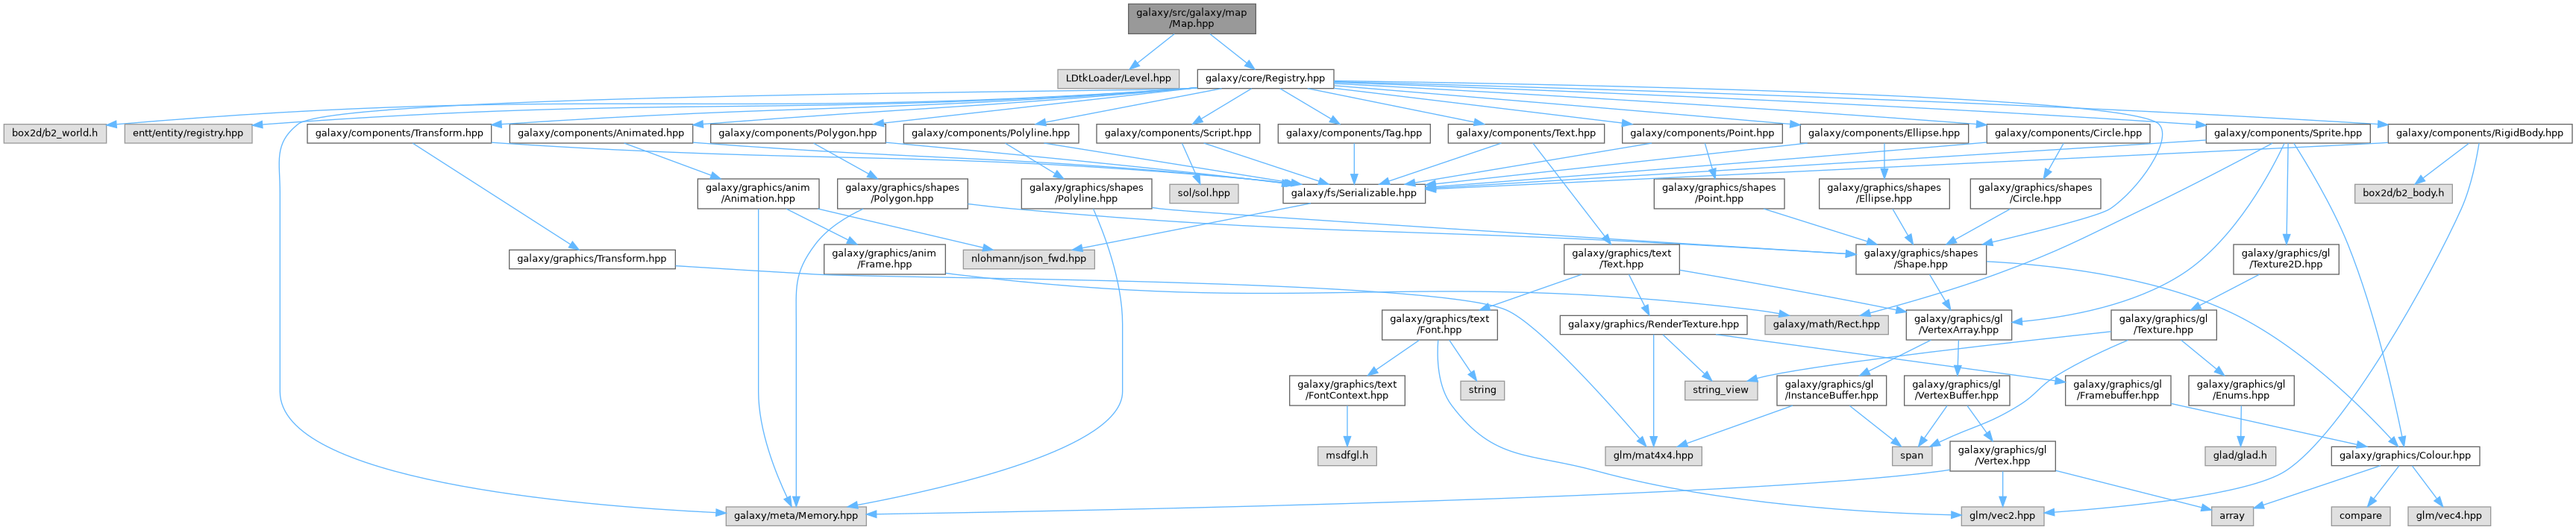 galaxy/src/galaxy/map
/Map.hpp
LDtkLoader/Level.hpp
galaxy/core/Registry.hpp
box2d/b2_world.h
entt/entity/registry.hpp
galaxy/components/Transform.hpp
galaxy/components/Animated.hpp
galaxy/components/Polygon.hpp
galaxy/components/Polyline.hpp
galaxy/components/Script.hpp
galaxy/components/Tag.hpp
galaxy/components/Text.hpp
galaxy/components/Point.hpp
galaxy/components/Ellipse.hpp
galaxy/components/Circle.hpp
galaxy/components/Sprite.hpp
galaxy/components/RigidBody.hpp
galaxy/graphics/anim
/Animation.hpp
galaxy/graphics/shapes
/Polygon.hpp
galaxy/graphics/shapes
/Polyline.hpp
sol/sol.hpp
galaxy/fs/Serializable.hpp
galaxy/graphics/shapes
/Point.hpp
galaxy/graphics/shapes
/Ellipse.hpp
galaxy/graphics/shapes
/Circle.hpp
box2d/b2_body.h
galaxy/graphics/Transform.hpp
galaxy/graphics/anim
/Frame.hpp
nlohmann/json_fwd.hpp
galaxy/graphics/text
/Text.hpp
galaxy/graphics/shapes
/Shape.hpp
galaxy/graphics/gl
/Texture2D.hpp
galaxy/graphics/text
/Font.hpp
galaxy/graphics/RenderTexture.hpp
galaxy/math/Rect.hpp
galaxy/graphics/gl
/VertexArray.hpp
galaxy/graphics/gl
/Texture.hpp
galaxy/graphics/text
/FontContext.hpp
string
string_view
galaxy/graphics/gl
/InstanceBuffer.hpp
galaxy/graphics/gl
/VertexBuffer.hpp
galaxy/graphics/gl
/Framebuffer.hpp
galaxy/graphics/gl
/Enums.hpp
msdfgl.h
glm/mat4x4.hpp
span
galaxy/graphics/gl
/Vertex.hpp
glad/glad.h
galaxy/graphics/Colour.hpp
galaxy/meta/Memory.hpp
glm/vec2.hpp
array
compare
glm/vec4.hpp